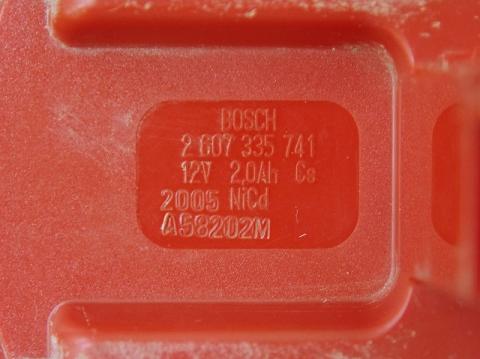 BOSCH
2 607 335 741
12V 2,0Ah Cs
2005 NiCd
A58202M